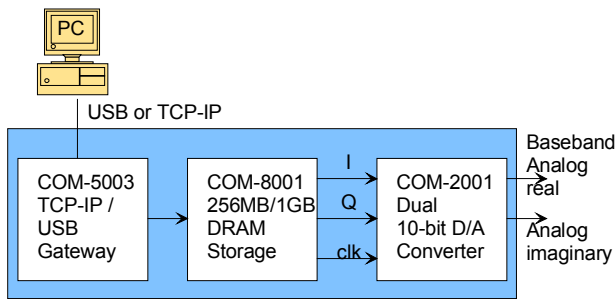 PC
USB or TCP-IP
COM-5003
TCP-IP /
USB
Gateway
COM-8001
256MB/1GB
DRAM
Storage
I
Q
clk
COM-2001
Dual
10-bit D/A
Converter
Baseband
Analog
real
Analog
imaginary